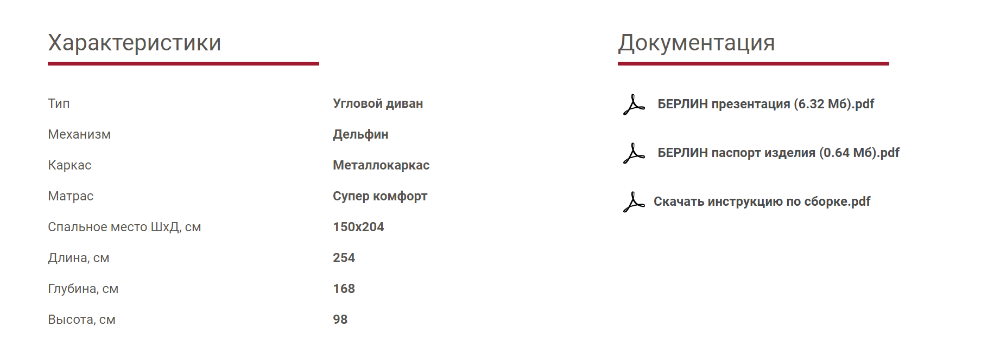 Характеристики
Тип Угловой диван
Механизм Дельфин
Каркас Металлокаркас
Матрас Супер комфорт
Спальное место ШхД, см 150x204
Длина, см 254
Глубина, см 168
Высота, см 98
Документация
БЕРЛИН презентация (6.32 Мб).pdf
БЕРЛИН паспорт изделия (0.64 Мб).pdf
Скачать инструкцию по сборке.pdf